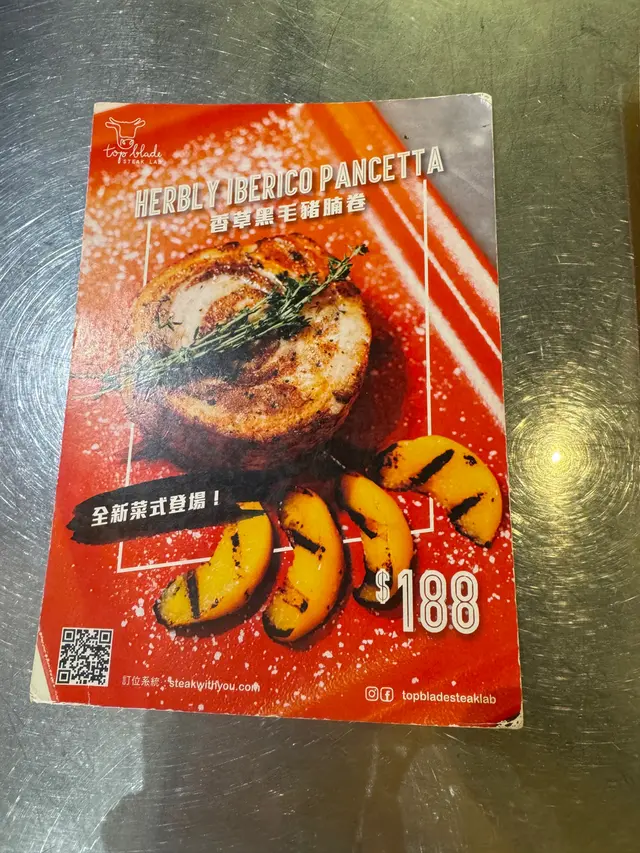 top blade
STEAK LAB
HERBLY IBERICO PANCETTA
香草黑毛豬腩卷
全新菜式登場！
$188
訂位系統：steakwithyou.com
topbladesteaklab